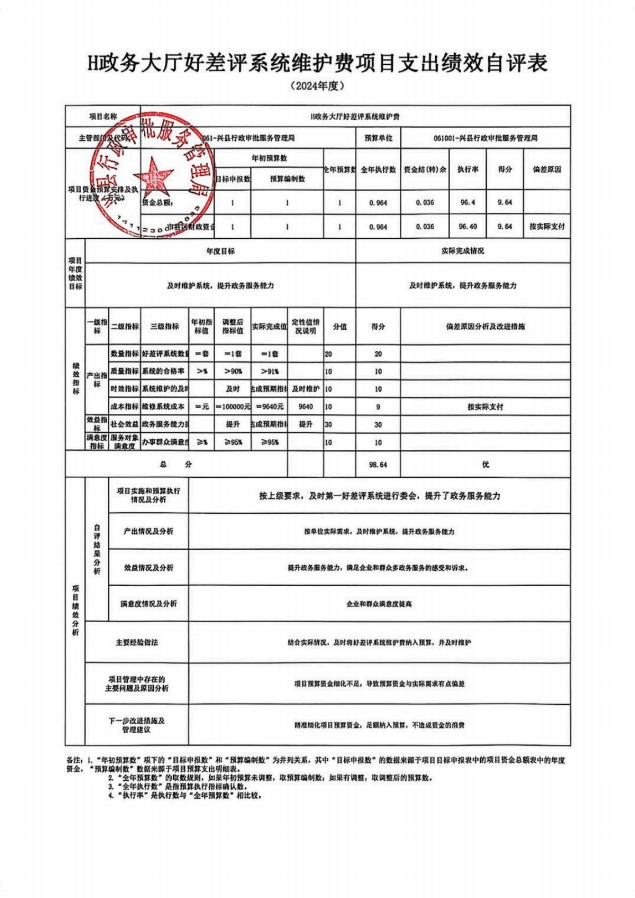 H政务大厅好差评系统维护费项目支出绩效自评表
（2024年度）
项目名称 H政务大厅好差评系统维护费
主管部门及代码 061-兴县行政审批服务管理局 预算单位 061001-兴县行政审批服务管理局
项目资金预算安排及执行进度（万元） 年初预算数 全年预算数 全年执行数 资金结(转)余 执行率 得分 偏差原因
目标申报数 预算编制数
资金总额： 1 1 1 0.964 0.036 96.4 9.64
市县区财政资金 1 1 1 0.964 0.036 96.40 9.64 按实际支付
项目年度绩效目标 年度目标 实际完成情况
及时维护系统，提升政务服务能力 及时维护系统，提升政务服务能力
绩效指标 一级指标 二级指标 三级指标 年初指标值 调整后指标值 实际完成值 定性值情况说明 分值 得分 偏差原因分析及改进措施
产出指标 数量指标 好差评系统数量 ＝套 ＝1套 ＝1套 20 20
质量指标 系统的合格率 ＞% ＞90% ＞91% 10 10
时效指标 系统维护的及时 及时 达成预期指标 及时维护 10 10
成本指标 维修系统成本 ＝元 ＝100000元 ＝9640元 9640 10 9 按实际支付
效益指标 社会效益 政务服务能力提 提升 达成预期指标 提升 30 30
满意度指标 服务对象满意度 办事群众满意度 ≥% ≥95% ≥95% 10 10
总 分 98.64 优
项目绩效分析 自评结果分析 项目实施和预算执行情况及分析 按上级要求，及时第一好差评系统进行委会，提升了政务服务能力
产出情况及分析 按单位实际需求，及时维护系统，提升政务服务能力
效益情况及分析 提升政务服务能力，满足企业和群众多政务服务的感受和诉求。
满意度情况及分析 企业和群众满意度提高
主要经验做法 结合实际情况，及时将好差评系统维护费纳入预算，并及时维护
项目管理中存在的主要问题及原因分析 项目预算资金细化不足，导致预算资金与实际需求有点偏差
下一步改进措施及管理建议 精准细化项目预算资金，足额纳入预算，不造成资金的浪费
备注：1.“年初预算数”项下的“目标申报数”和“预算编制数”为并列关系，其中“目标申报数”的数据来源于项目目标申报表中的项目资金总额表中的年度
资金，“预算编制数”数据来源于项目预算支出明细表。
2.“全年预算数”的取数规则，如果年初预算未调整，取预算编制数；如果有调整，取调整后的预算数。
3.“全年执行数”是指预算执行指标确认数。
4.“执行率”是执行数与“全年预算数”相比较。
兴县行政审批服务管理局